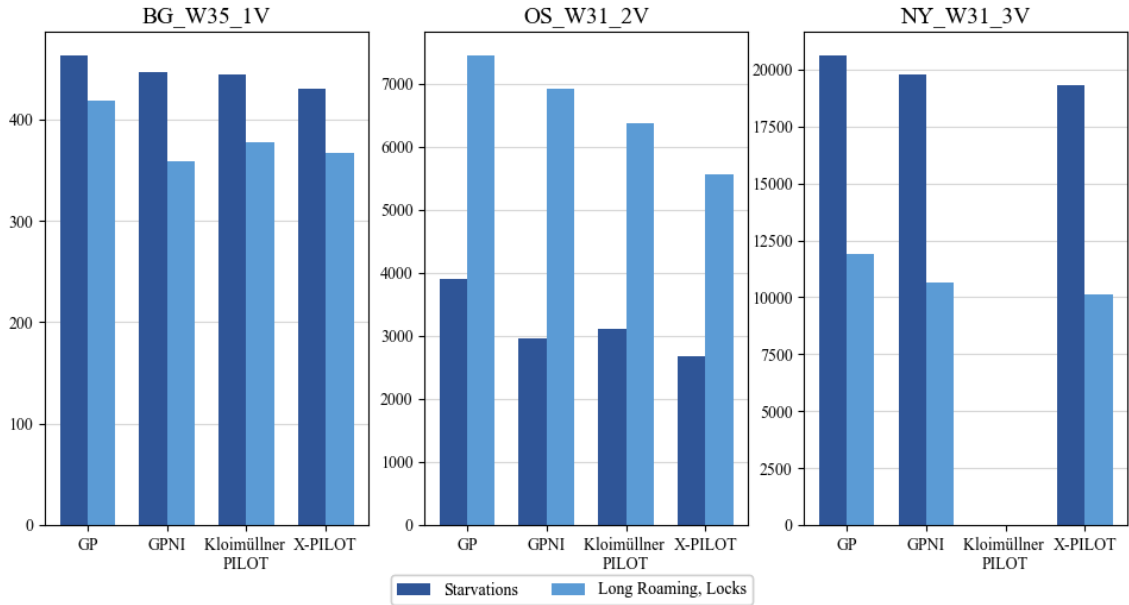 BG_W35_1V
OS_W31_2V
NY_W31_3V
400
300
200
100
0
GP
GPNI
Kloimüllner
PILOT
X-PILOT
7000
6000
5000
4000
3000
2000
1000
0
GP
GPNI
Kloimüllner
PILOT
X-PILOT
20000
17500
15000
12500
10000
7500
5000
2500
0
GP
GPNI
Kloimüllner
PILOT
X-PILOT
Starvations
Long Roaming, Locks